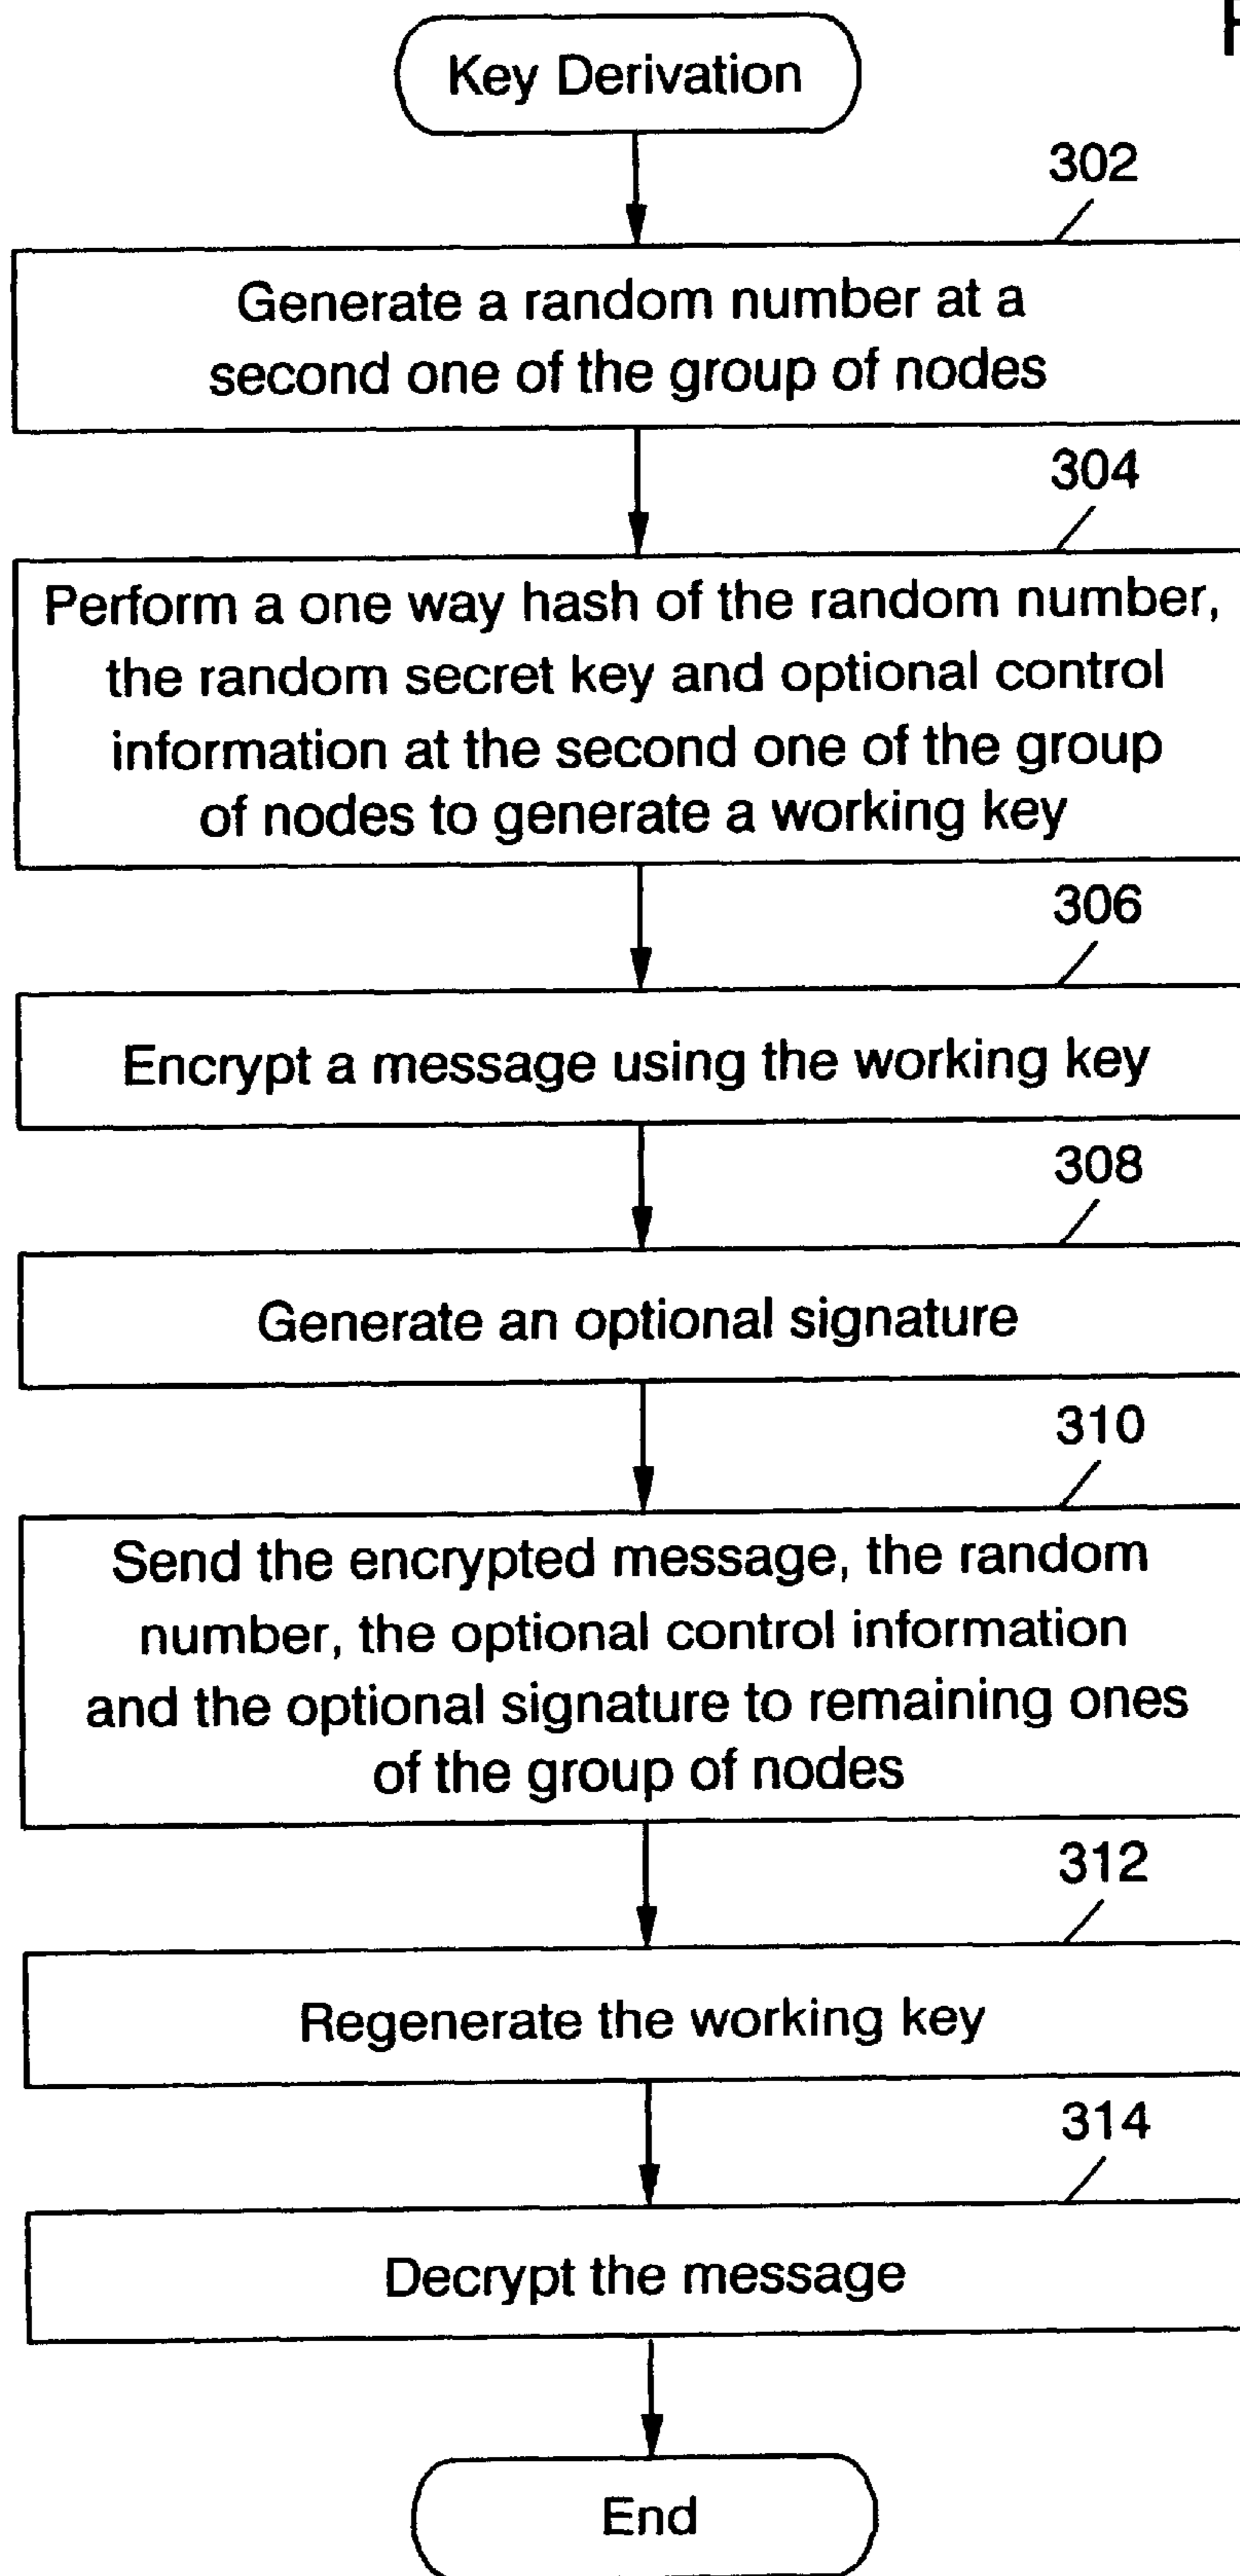 Key Derivation
302
Generate a random number at a
second one of the group of nodes
304
Perform a one way hash of the random number,
the random secret key and optional control
information at the second one of the group
of nodes to generate a working key
306
Encrypt a message using the working key
308
Generate an optional signature
310
Send the encrypted message, the random
number, the optional control information
and the optional signature to remaining ones
of the group of nodes
312
Regenerate the working key
314
Decrypt the message
End